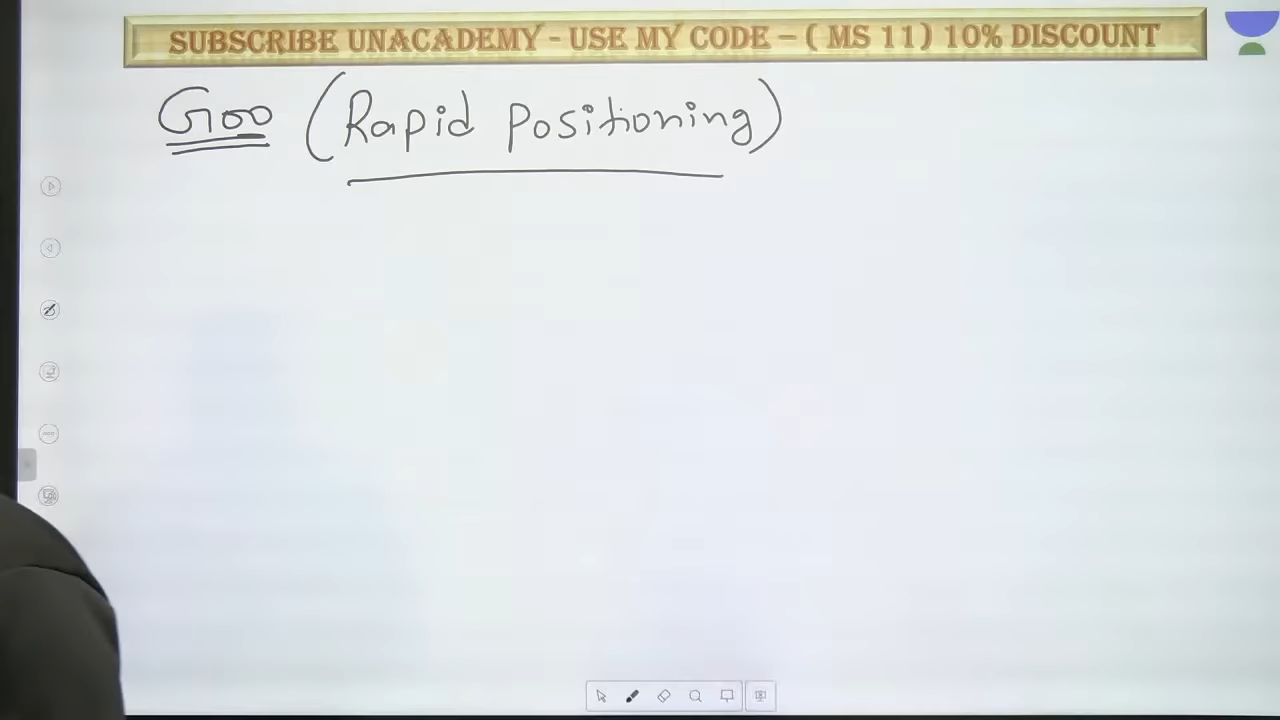 SUBSCRIBE UNACADEMY - USE MY CODE – ( MS 11) 10% DISCOUNT
G00 (Rapid Positioning)